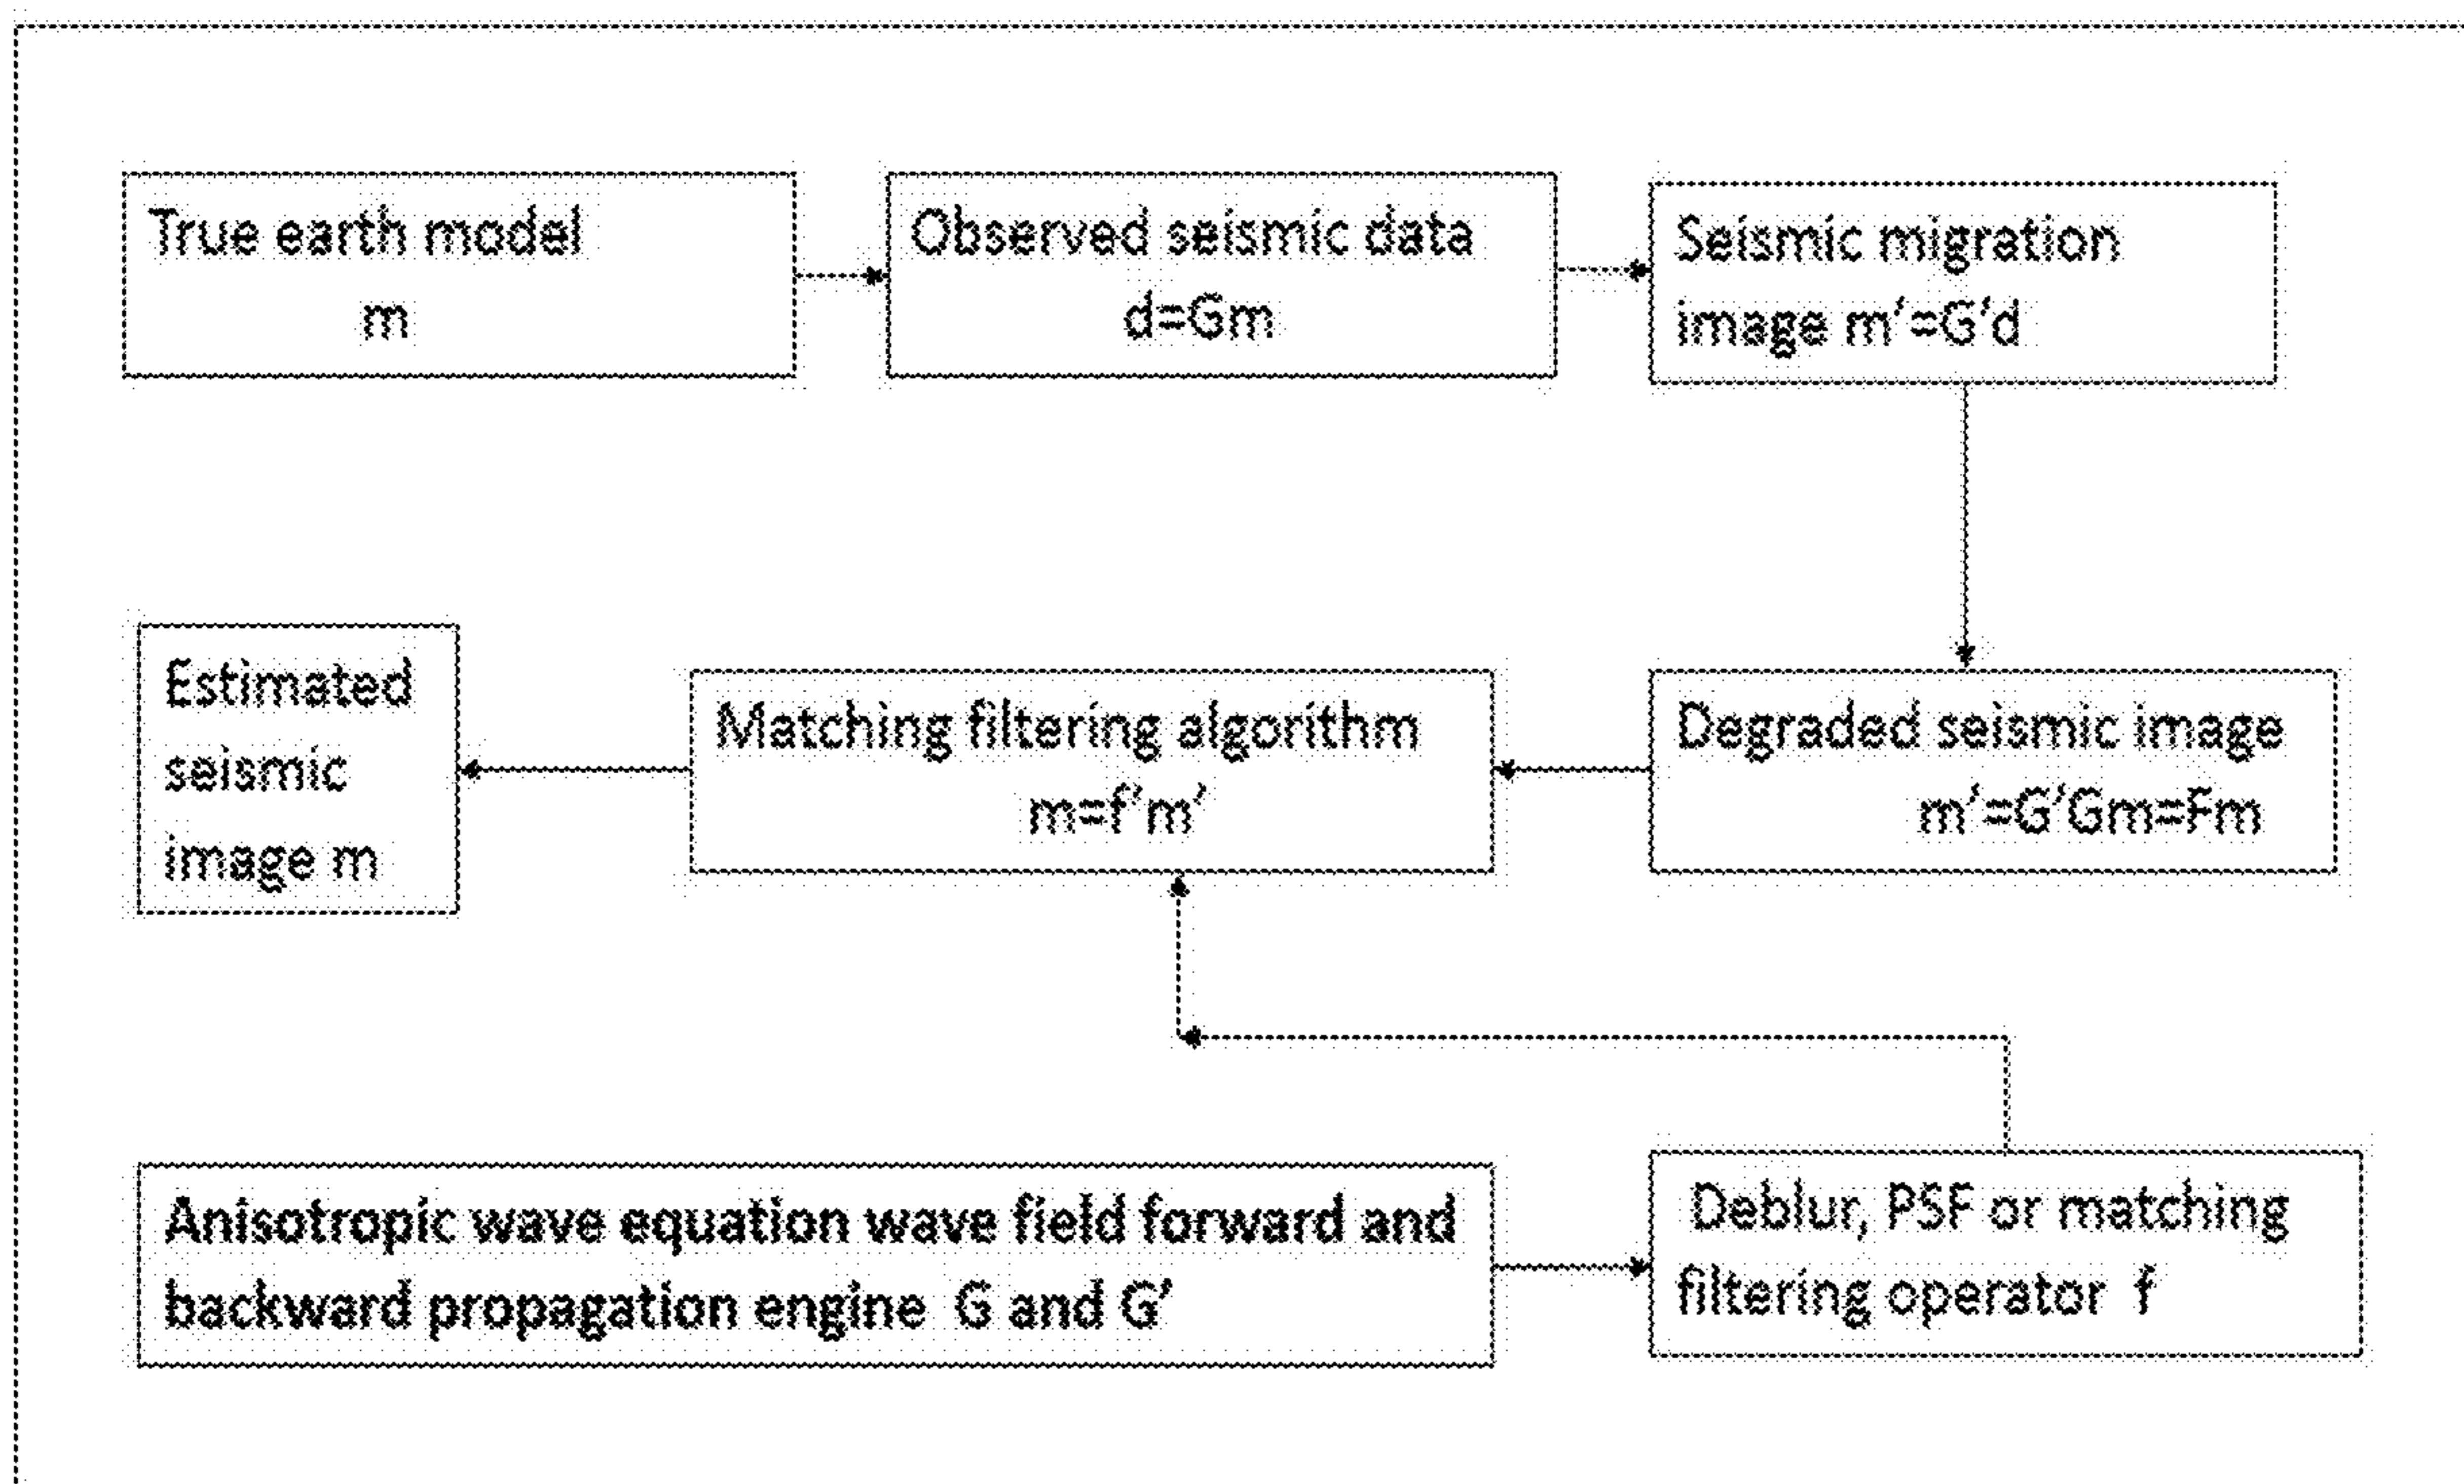 True earth model
m
Observed seismic data
d=Gm
Seismic migration
image m'=G'd
Degraded seismic image
m'=G'Gm=Fm
Matching filtering algorithm
m=f'm'
Estimated
seismic
image m
Anisotropic wave equation wave field forward and
backward propagation engine G and G'
Deblur, PSF or matching
filtering operator f